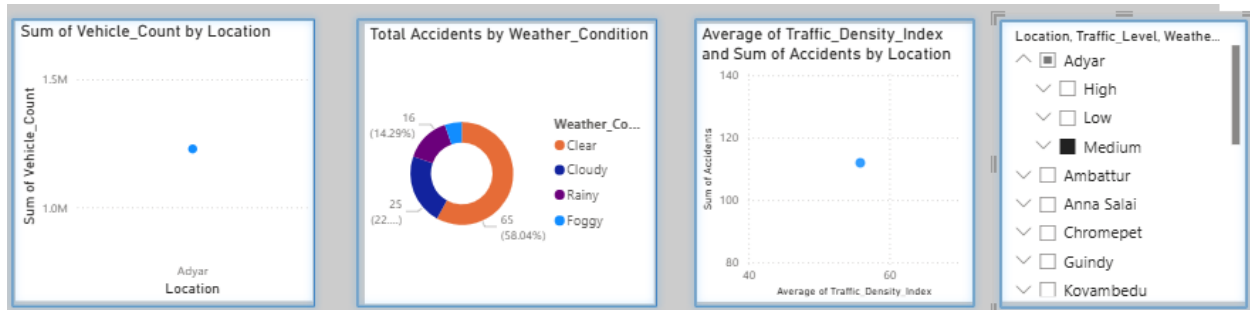 Sum of Vehicle_Count by Location
1.5M
1.0M
Sum of Vehicle_Count
Adyar
Location
Total Accidents by Weather_Condition
16
(14.29%)
25
(22....)
65
(58.04%)
Weather_Co...
Clear
Cloudy
Rainy
Foggy
Average of Traffic_Density_Index
and Sum of Accidents by Location
140
120
100
80
Sum of Accidents
40
60
Average of Traffic_Density_Index
Location, Traffic_Level, Weathe...
Adyar
High
Low
Medium
Ambattur
Anna Salai
Chromepet
Guindy
Kovambedu